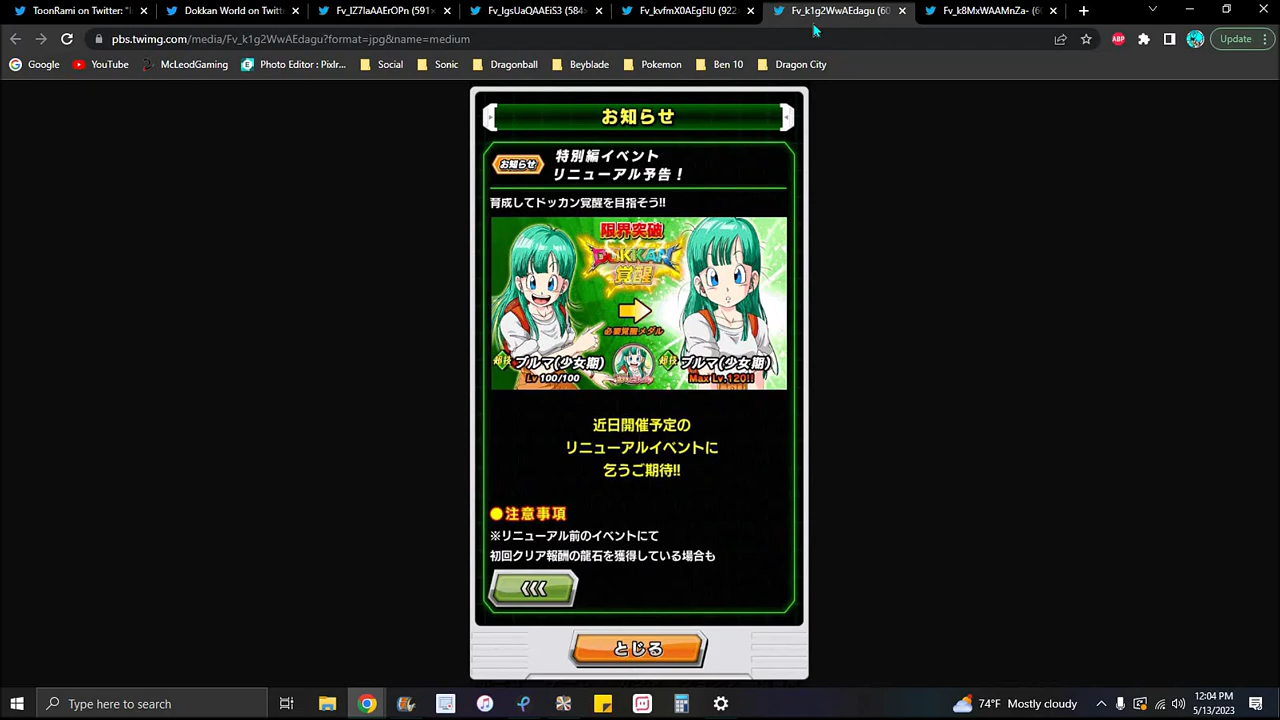 ToonRami on Twitter: "J
Dokkan World on Twitt
Fv_IZ7IaAAErOPn (591×
Fv_IgsUaQAAEiS3 (584×
Fv_kvfmX0AEgEIU (922×
Fv_k1g2WwAEdagu (60
Fv_k8MxWAAMnZa- (60
pbs.twimg.com/media/Fv_k1g2WwAEdagu?format=jpg&name=medium
ABP
Update
Google
YouTube
McLeodGaming
Photo Editor : Pixlr...
Social
Sonic
Dragonball
Beyblade
Pokemon
Ben 10
Dragon City
お知らせ
お知らせ
特別編イベント
リニューアル予告！
育成してドッカン覚醒を目指そう!!
限界突破
DOKKAN
覚醒
必要覚醒メダル
超技
ブルマ(少女期)
Lv 100/100
超技
ブルマ(少女期)
Max Lv.120!!
近日開催予定の
リニューアルイベントに
乞うご期待!!
●注意事項
※リニューアル前のイベントにて
初回クリア報酬の龍石を獲得している場合も
とじる
Type here to search
74°F Mostly cloudy
12:04 PM
5/13/2023